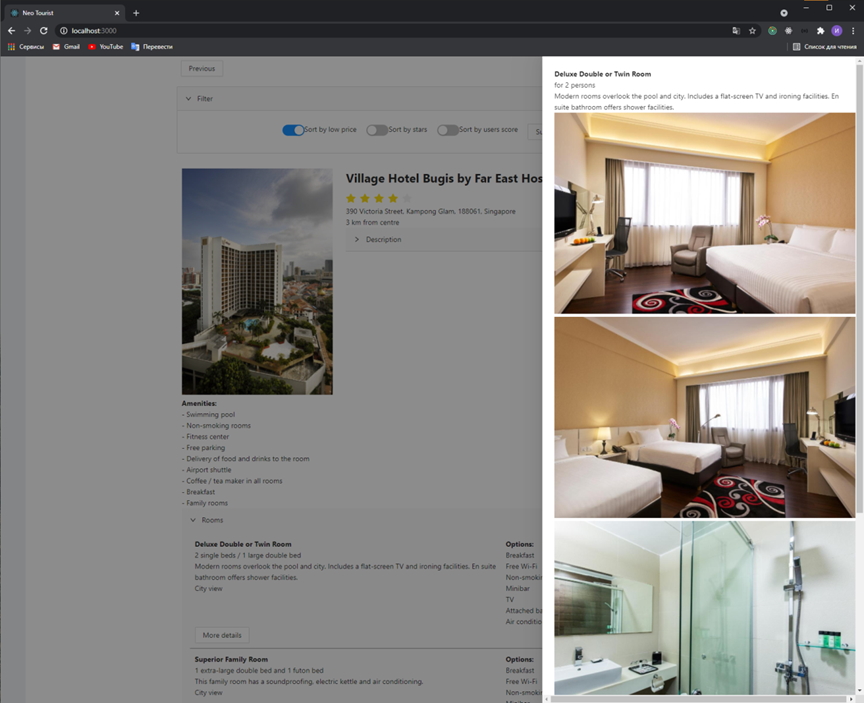 Neo Tourist
localhost:3000
Сервисы
Gmail
YouTube
Перевести
Список для чтения
Previous
Filter
Sort by low price
Sort by stars
Sort by users score
Village Hotel Bugis by Far East Hos
390 Victoria Street, Kampong Glam, 188061, Singapore
3 km from centre
Description
Amenities:
- Swimming pool
- Non-smoking rooms
- Fitness center
- Free parking
- Delivery of food and drinks to the room
- Airport shuttle
- Coffee / tea maker in all rooms
- Breakfast
- Family rooms
Rooms
Deluxe Double or Twin Room
2 single beds / 1 large double bed
Modern rooms overlook the pool and city. Includes a flat-screen TV and ironing facilities. En suite
bathroom offers shower facilities.
City view
Options:
Breakfast
Free Wi-Fi
Non-smokin
Minibar
TV
Attached ba
Air conditio
More details
Superior Family Room
1 extra-large double bed and 1 futon bed
This family room has a soundproofing, electric kettle and air conditioning.
City view
Options:
Breakfast
Free Wi-Fi
Non-smokin
Deluxe Double or Twin Room
for 2 persons
Modern rooms overlook the pool and city. Includes a flat-screen TV and ironing facilities. En
suite bathroom offers shower facilities.